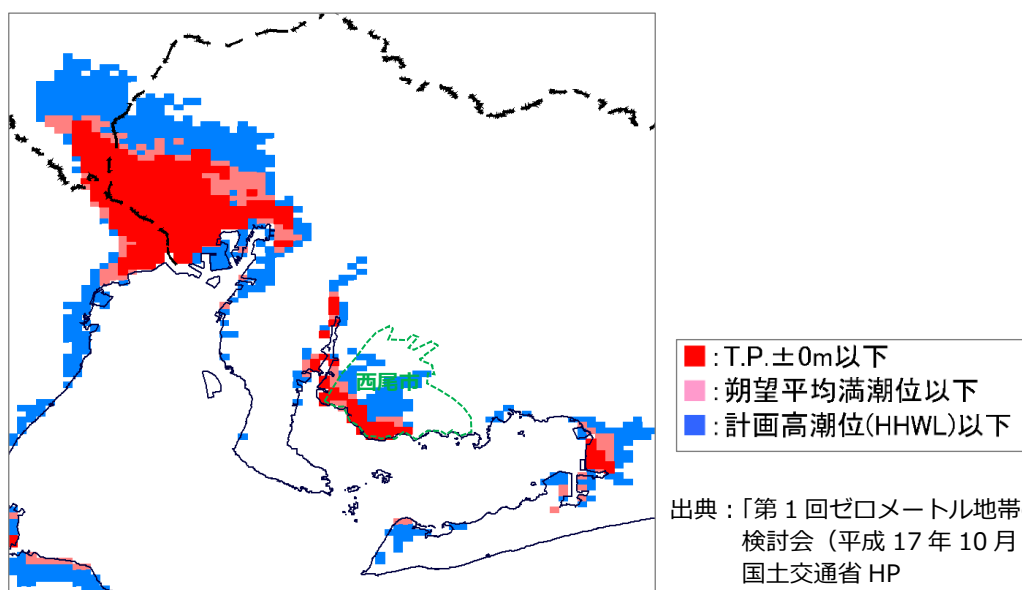 西尾市
■:T.P.±0m以下
■:朔望平均満潮位以下
■:計画高潮位(HHWL)以下
出典:「第1回ゼロメートル地帯
検討会(平成 17 年 10 月
国土交通省 HP